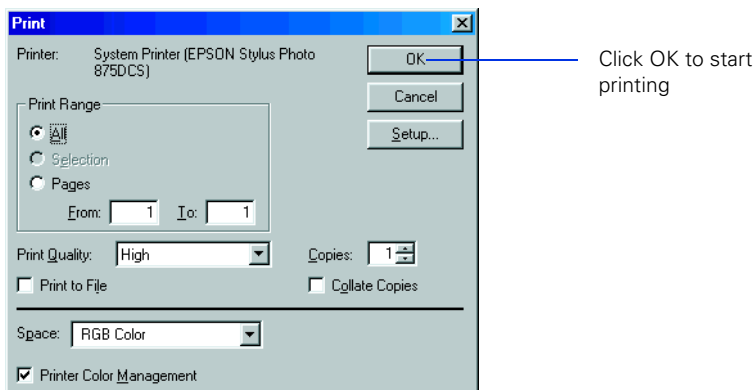 Print
Printer: System Printer (EPSON Stylus Photo
875DCS)
OK
Click OK to start
printing
Cancel
Setup...
Print Range
All
Selection
Pages
From: 1 To: 1
Print Quality: High
Copies: 1
Print to File
Collate Copies
Space: RGB Color
Printer Color Management